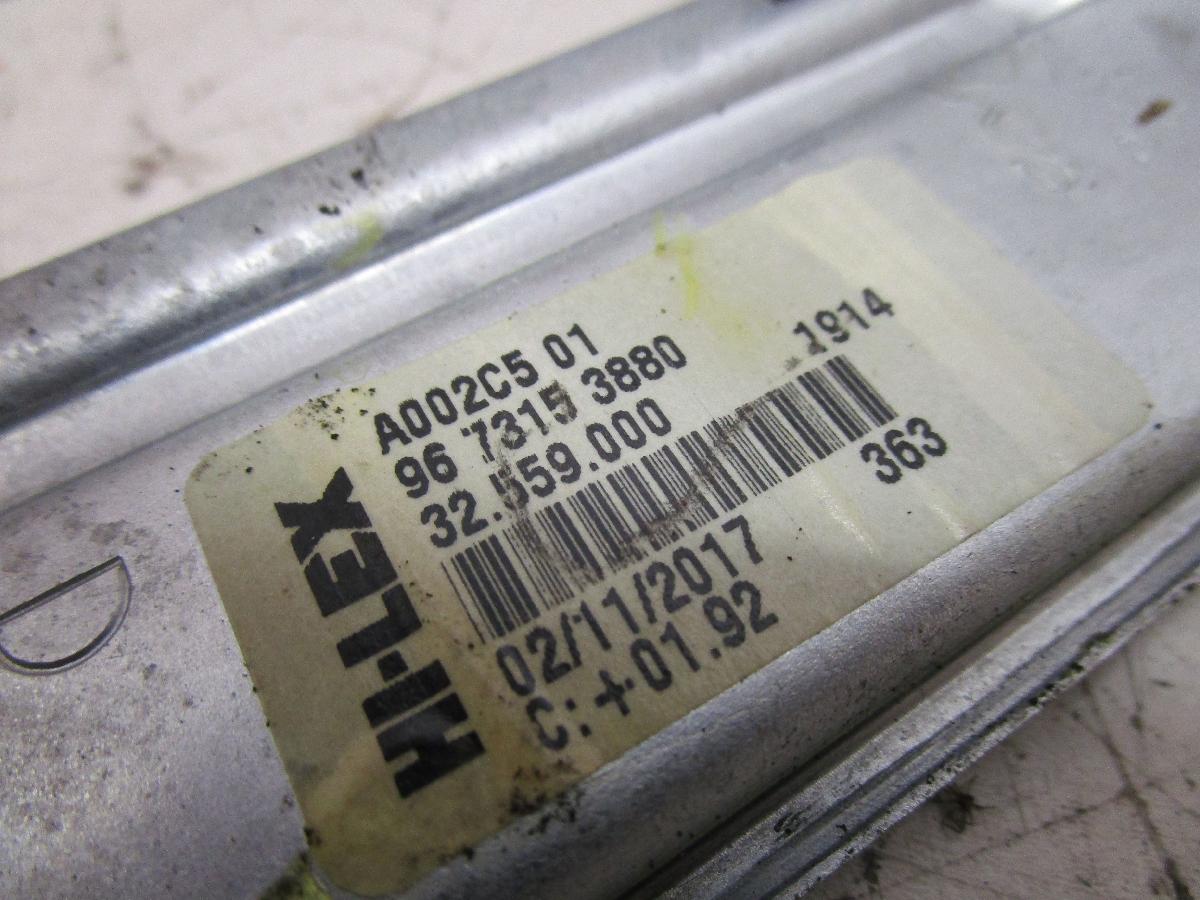 HI-LEX
A002C5 01
96 7315 3880
32.559.000
1914
363
02/11/2017
C:+01.92